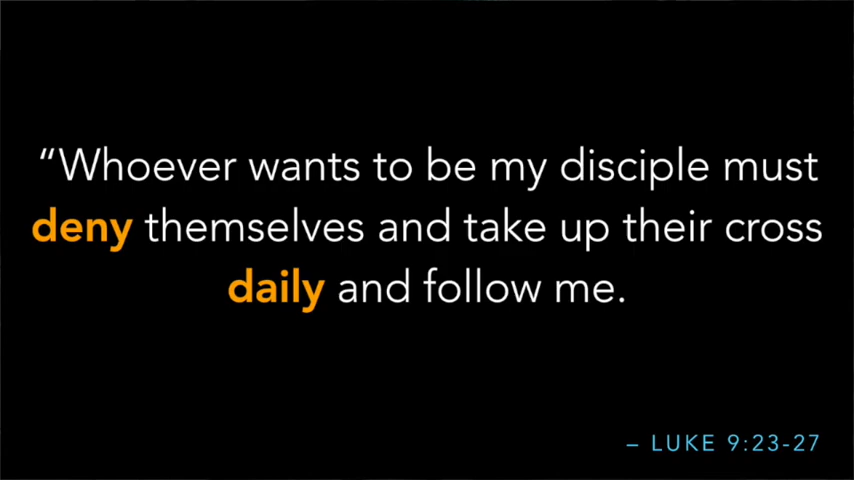 “Whoever wants to be my disciple must
deny themselves and take up their cross
daily and follow me.
– LUKE 9:23-27